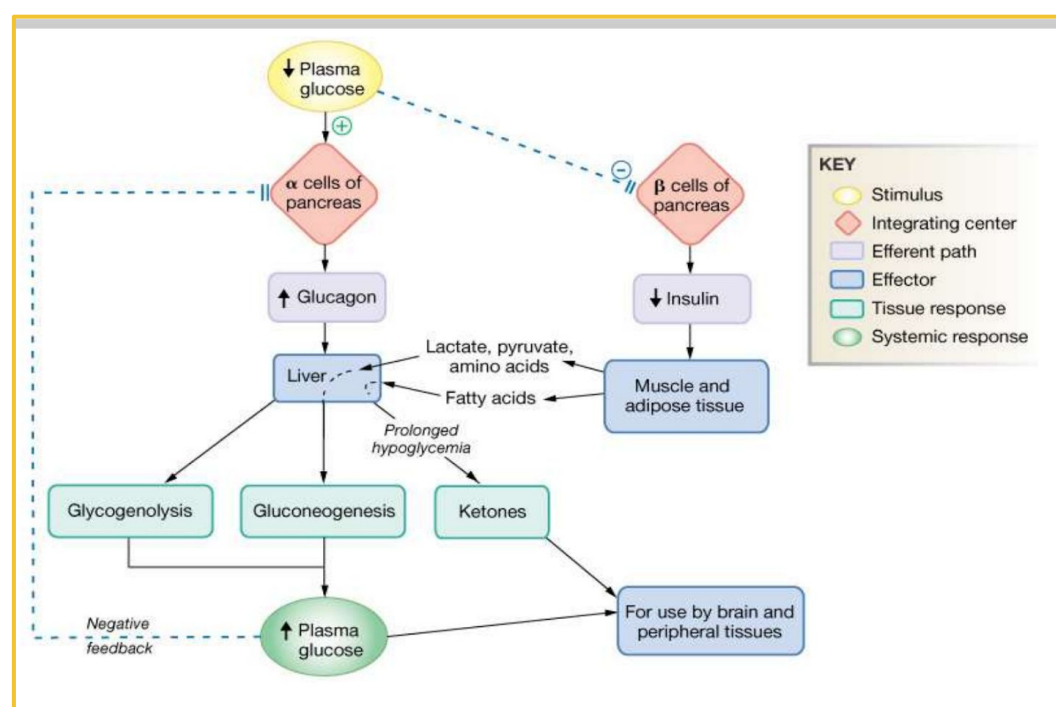 ↓ Plasma
glucose
+
α cells of
pancreas
−
β cells of
pancreas
↑ Glucagon
↓ Insulin
Liver
Lactate, pyruvate,
amino acids
Fatty acids
Muscle and
adipose tissue
Prolonged
hypoglycemia
Glycogenolysis
Gluconeogenesis
Ketones
↑ Plasma
glucose
Negative
feedback
For use by brain and
peripheral tissues
KEY
Stimulus
Integrating center
Efferent path
Effector
Tissue response
Systemic response